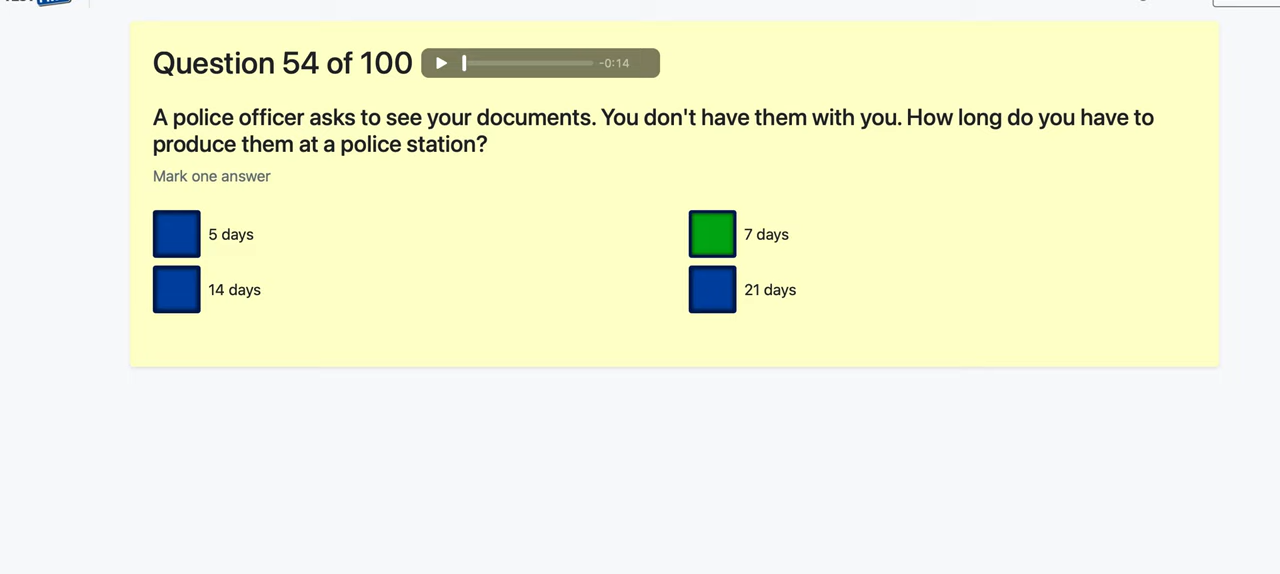 Question 54 of 100
-0:14
A police officer asks to see your documents. You don't have them with you. How long do you have to
produce them at a police station?
Mark one answer
5 days
7 days
14 days
21 days